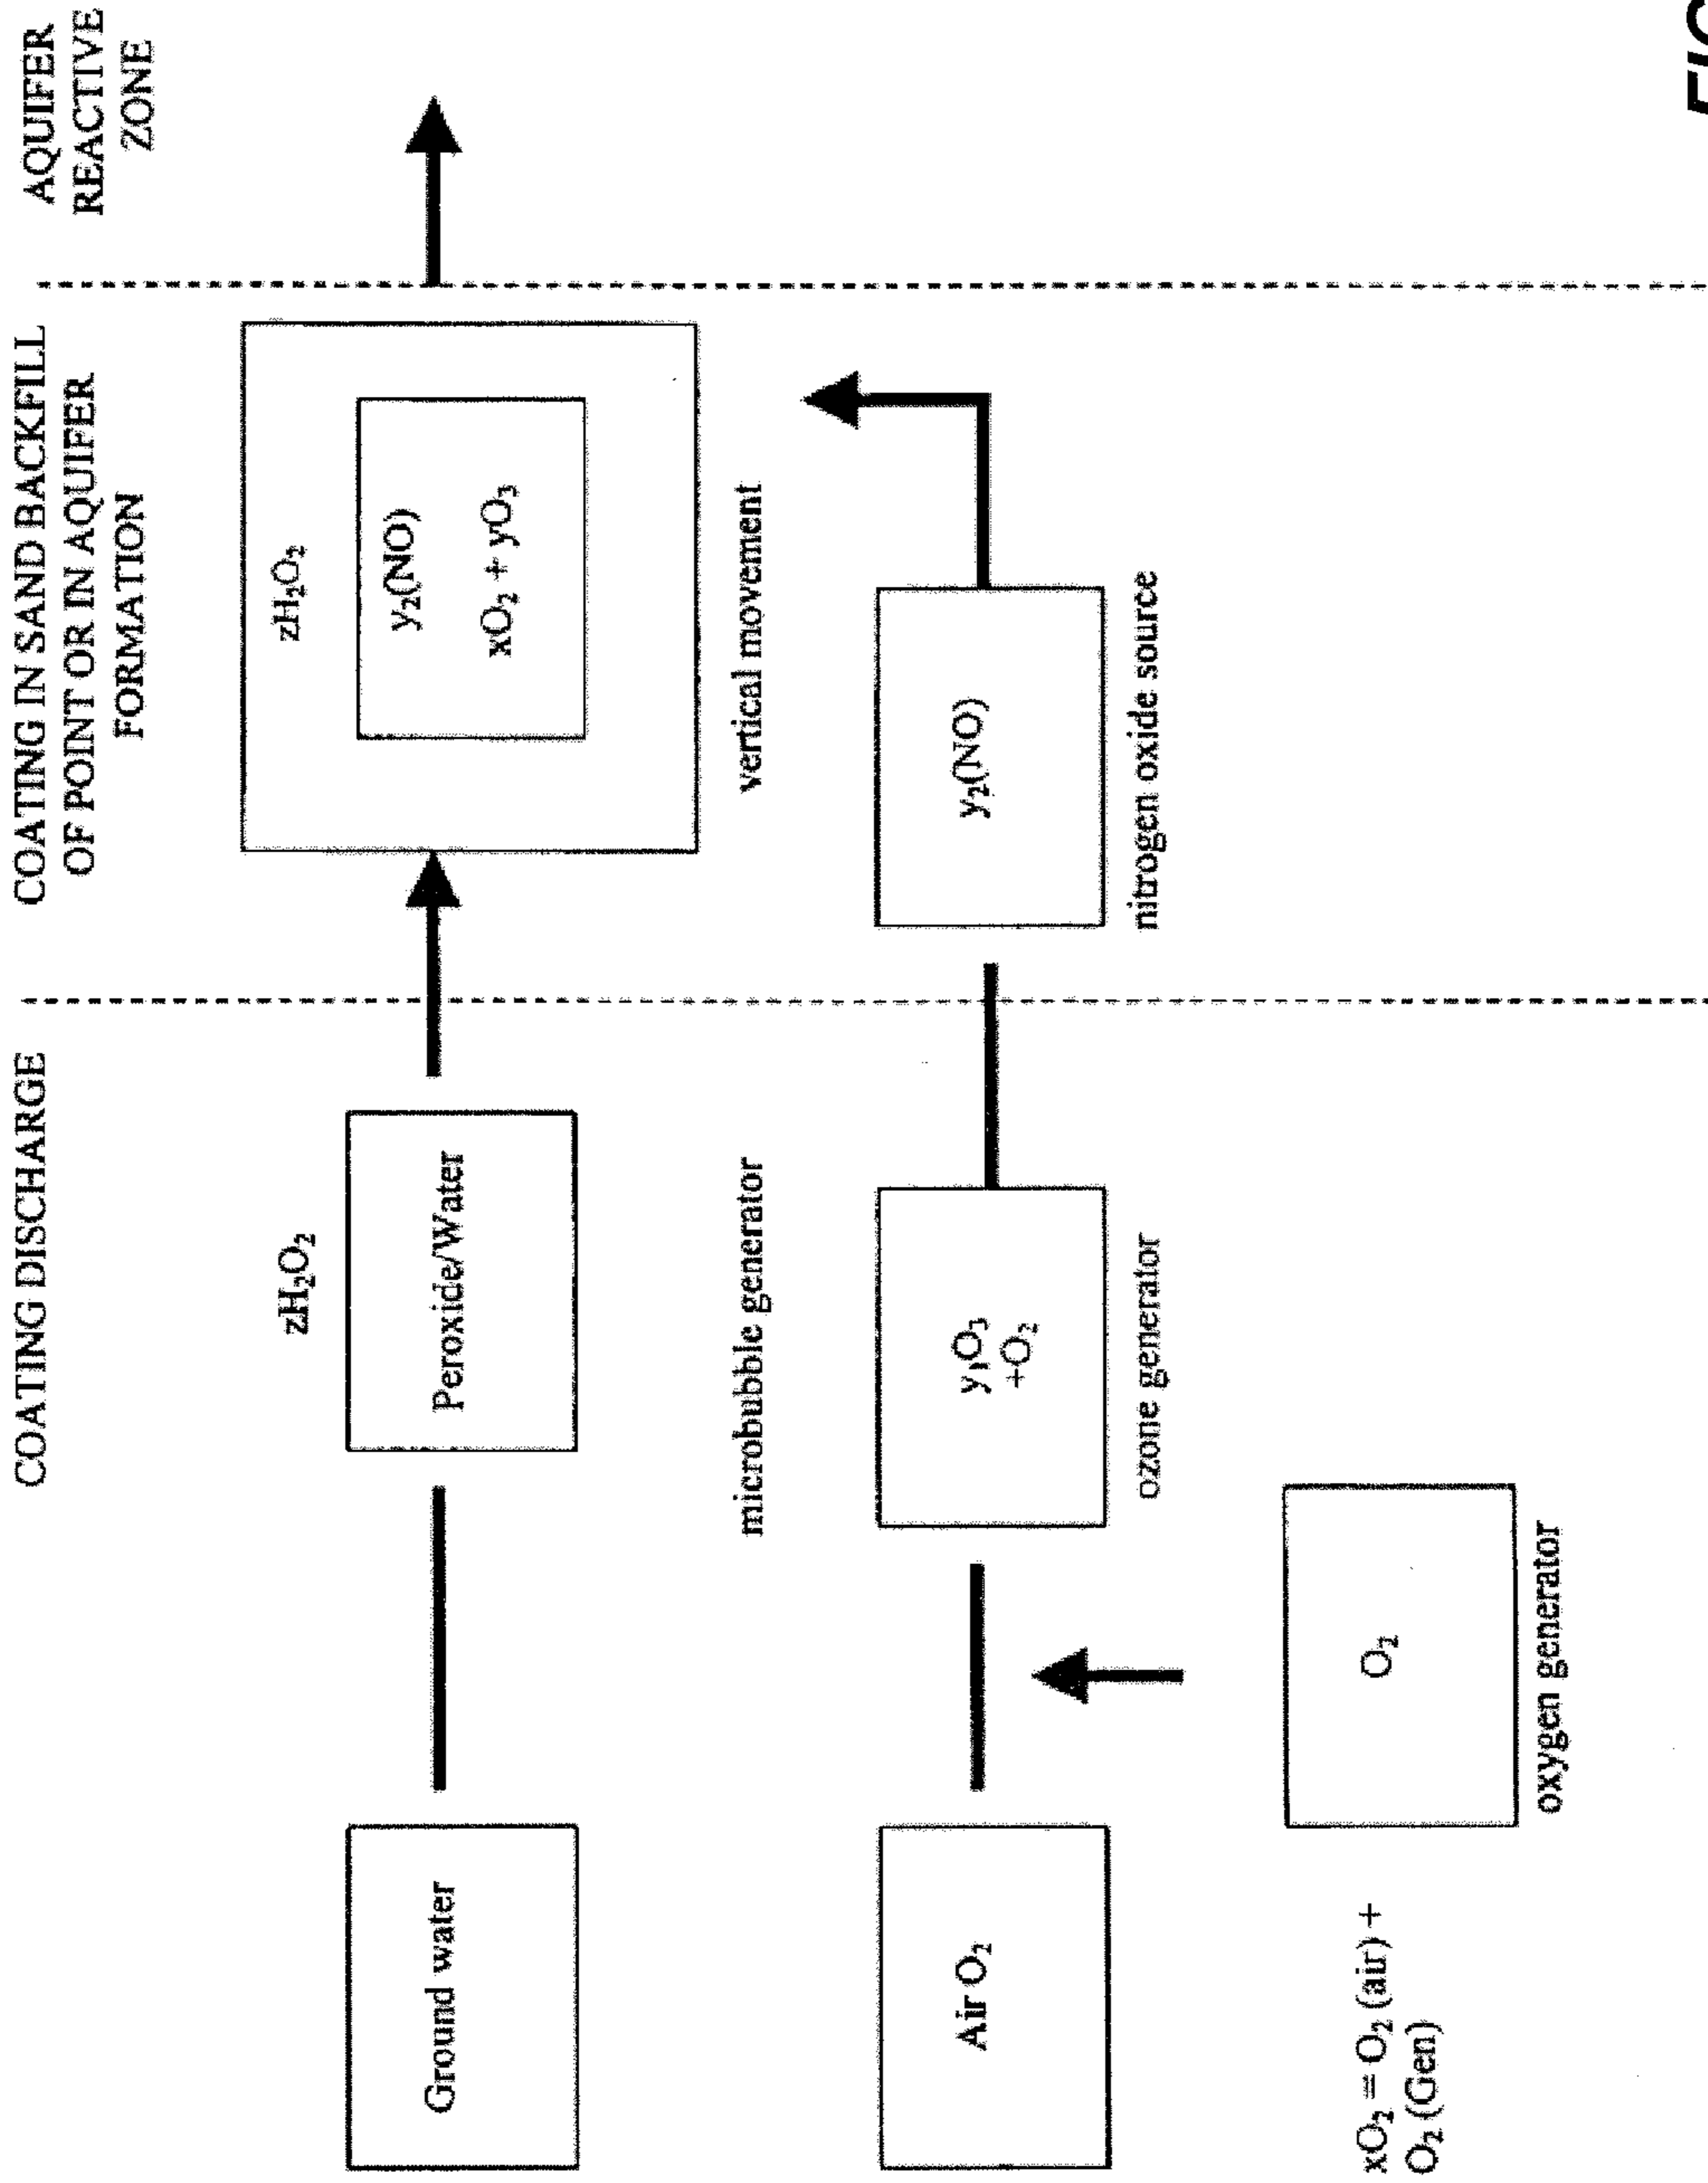 COATING DISCHARGE
COATING IN SAND BACKFILL
OF POINT OR IN AQUIFER
FORMATION
AQUIFER
REACTIVE
ZONE
Ground water
zH₂O₂
Peroxide/Water
zH₂O₂
y₂(NO)
xO₂ + yO₃
microbubble generator
vertical movement
Air O₂
y₁O₃
+O₂
ozone generator
y₂(NO)
nitrogen oxide source
O₂
oxygen generator
xO₂ = O₂ (air) +
O₂ (Gen)